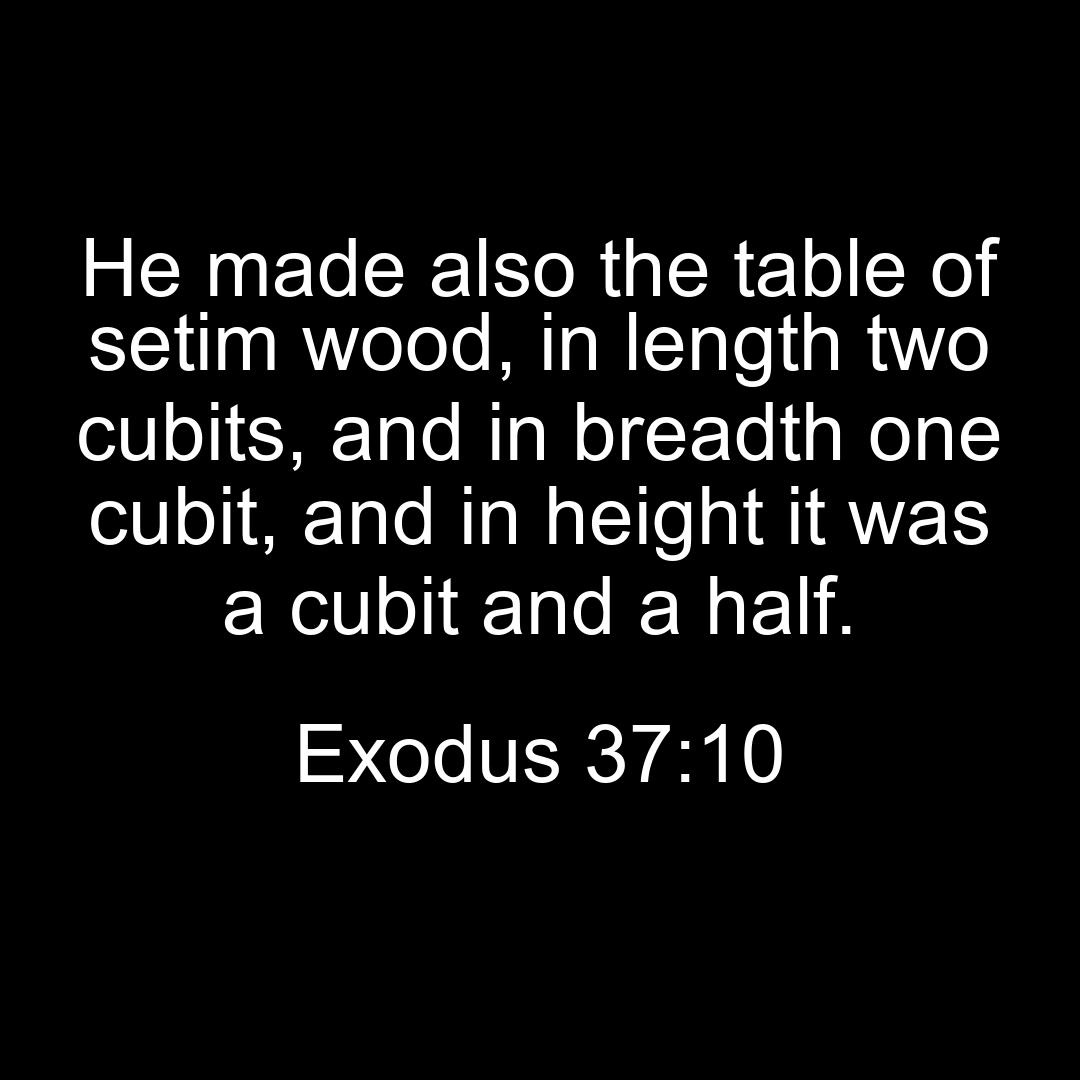 He made also the table of
setim wood, in length two
cubits, and in breadth one
cubit, and in height it was
a cubit and a half.
Exodus 37:10